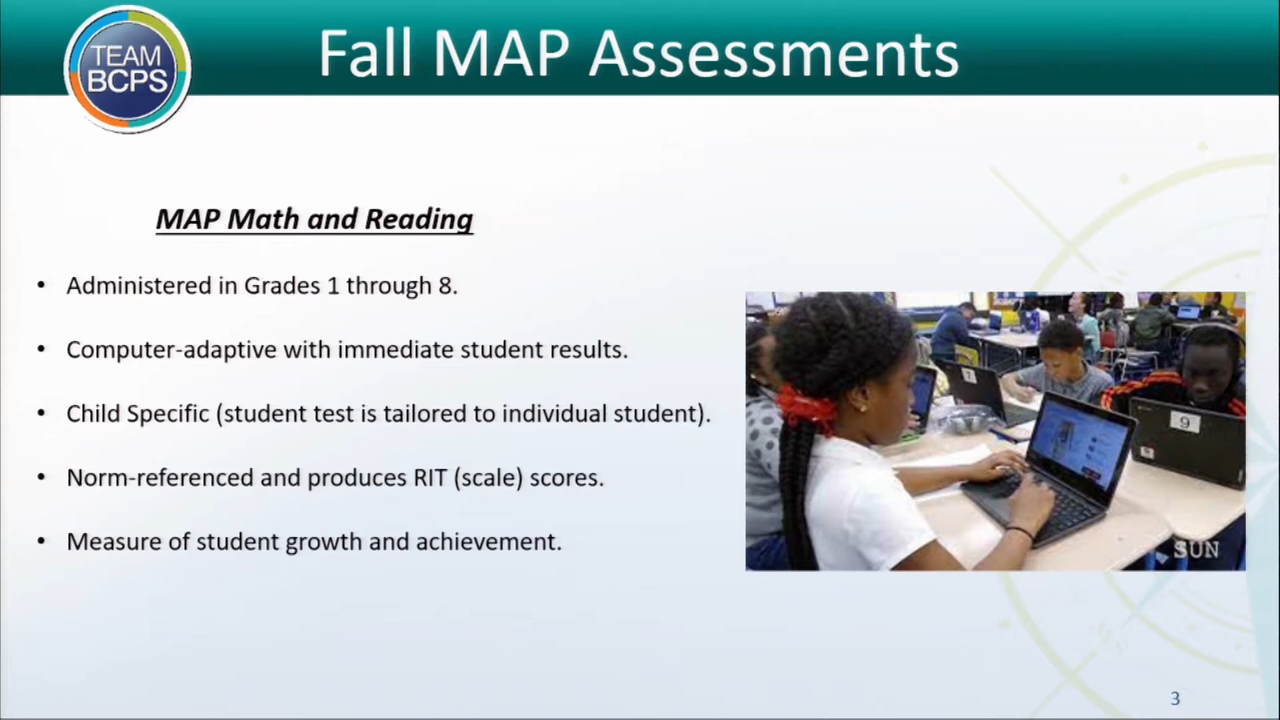 TEAM
BCPS
Fall MAP Assessments
MAP Math and Reading
• Administered in Grades 1 through 8.
• Computer-adaptive with immediate student results.
• Child Specific (student test is tailored to individual student).
• Norm-referenced and produces RIT (scale) scores.
• Measure of student growth and achievement.
9
SUN
3